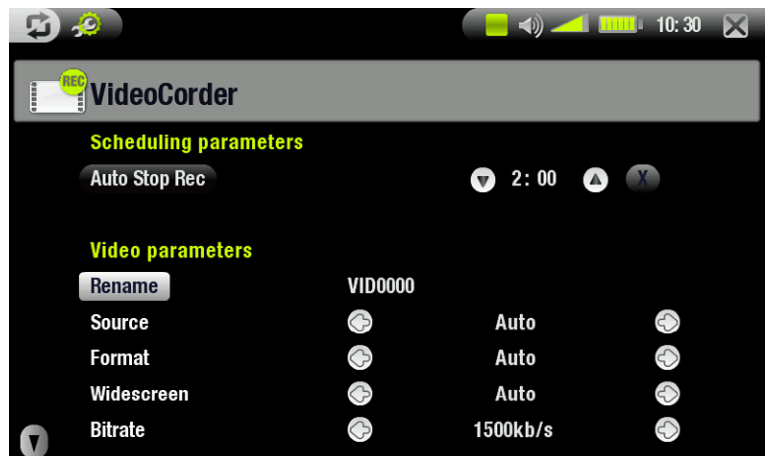 10:30
REC
VideoCorder
Scheduling parameters
Auto Stop Rec 2:00 X
Video parameters
Rename VID0000
Source Auto
Format Auto
Widescreen Auto
Bitrate 1500kb/s